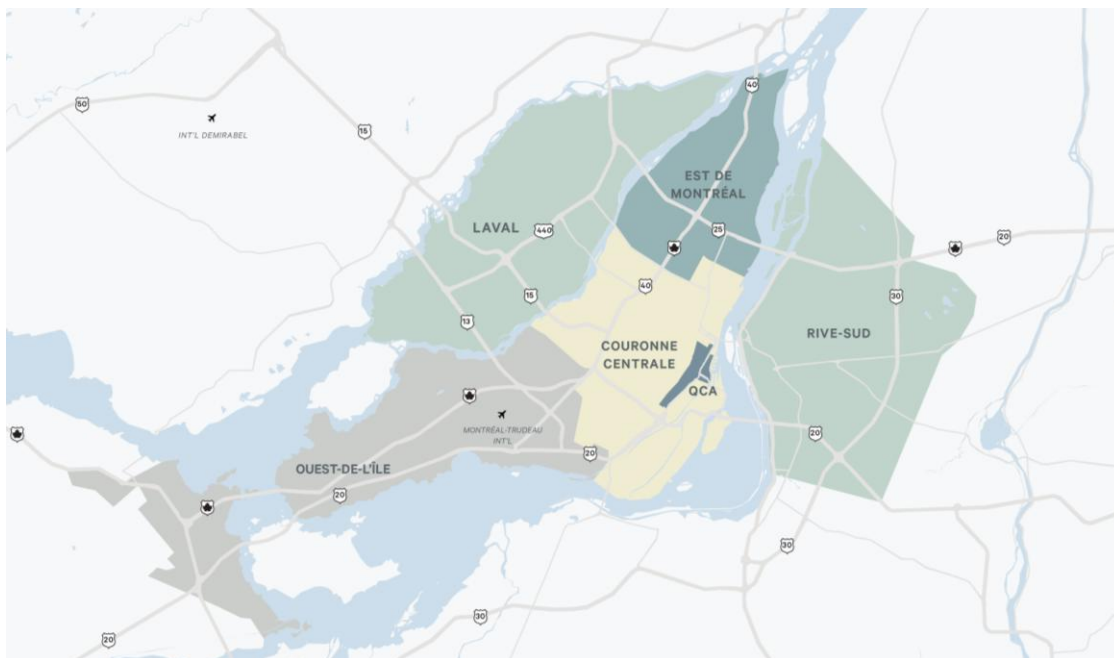 40
50
INT'L DEMIRABEL
15
EST DE
MONTRÉAL
LAVAL
440
25
20
40
15
30
13
RIVE-SUD
COURONNE
CENTRALE
QCA
MONTRÉAL-TRUDEAU
INT'L
20
20
OUEST-DE-L'ÎLE
20
30
30
20